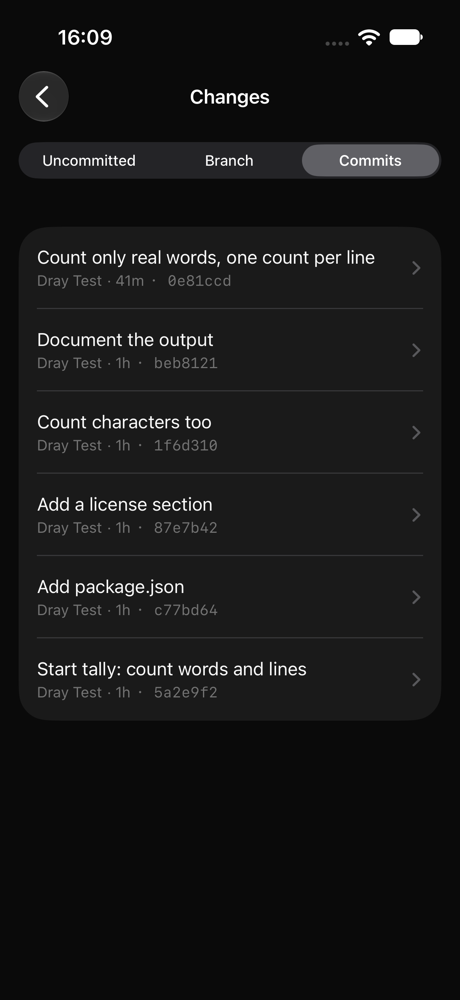 16:09
Changes
Uncommitted Branch Commits
Count only real words, one count per line
Dray Test · 41m · 0e81ccd
Document the output
Dray Test · 1h · beb8121
Count characters too
Dray Test · 1h · 1f6d310
Add a license section
Dray Test · 1h · 87e7b42
Add package.json
Dray Test · 1h · c77bd64
Start tally: count words and lines
Dray Test · 1h · 5a2e9f2